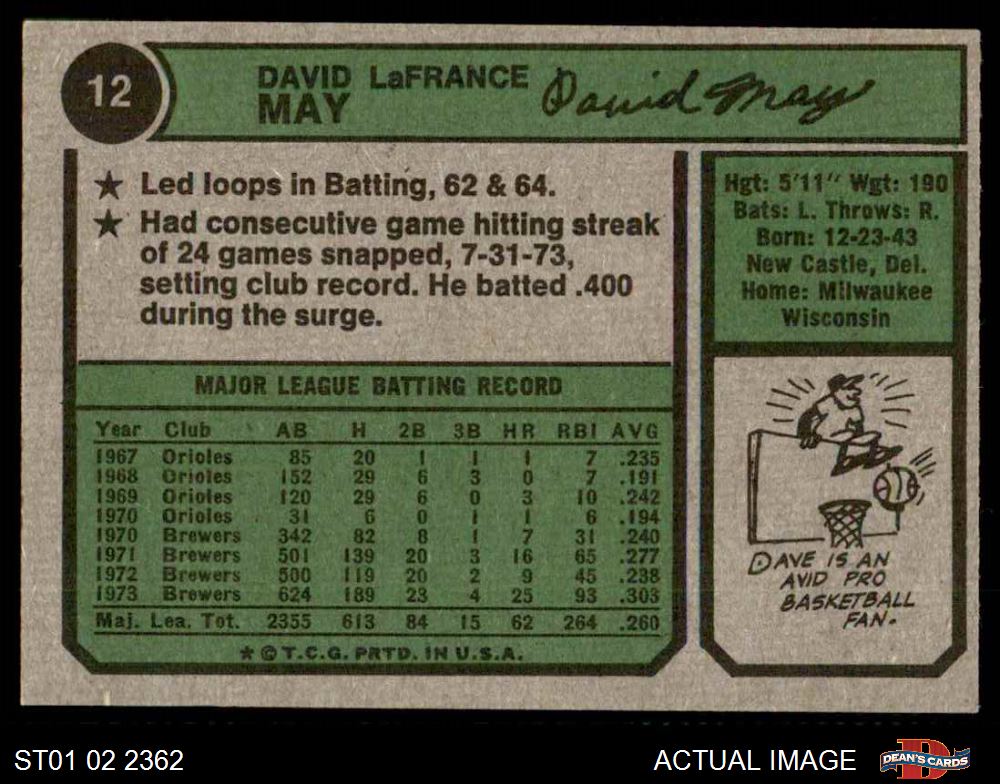 12
DAVID LaFRANCE
MAY
David May
★ Led loops in Batting, 62 & 64.
★ Had consecutive game hitting streak
of 24 games snapped, 7-31-73,
setting club record. He batted .400
during the surge.
Hgt: 5'11" Wgt: 190
Bats: L. Throws: R.
Born: 12-23-43
New Castle, Del.
Home: Milwaukee
Wisconsin
MAJOR LEAGUE BATTING RECORD
Year Club AB H 2B 3B HR RBI AVG
1967 Orioles 85 20 1 1 1 7 .235
1968 Orioles 152 29 6 3 0 7 .191
1969 Orioles 120 29 6 0 3 10 .242
1970 Orioles 31 6 0 1 1 6 .194
1970 Brewers 342 82 8 1 7 31 .240
1971 Brewers 501 139 20 3 16 65 .277
1972 Brewers 500 119 20 2 9 45 .238
1973 Brewers 624 189 23 4 25 93 .303
Maj. Lea. Tot. 2355 613 84 15 62 264 .260
★ © T.C.G. PRTD. IN U.S.A.
DAVE IS AN
AVID PRO
BASKETBALL
FAN.
ST01 02 2362
ACTUAL IMAGE
DEAN'S CARDS